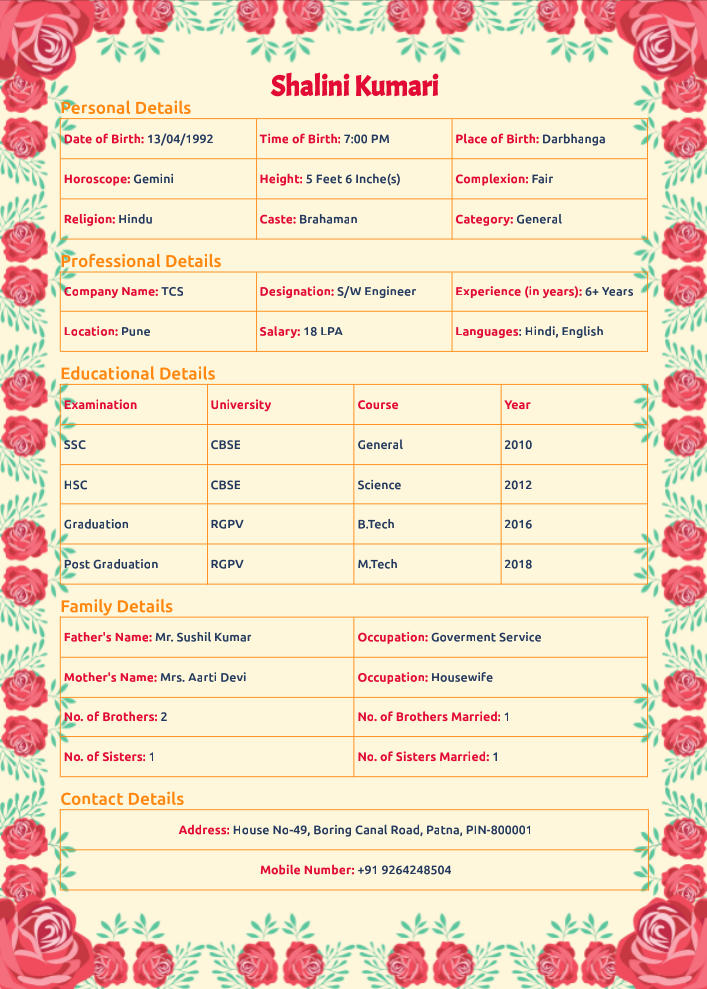 Shalini Kumari
Personal Details
Date of Birth: 13/04/1992 Time of Birth: 7:00 PM Place of Birth: Darbhanga
Horoscope: Gemini Height: 5 Feet 6 Inche(s) Complexion: Fair
Religion: Hindu Caste: Brahaman Category: General
Professional Details
Company Name: TCS Designation: S/W Engineer Experience (in years): 6+ Years
Location: Pune Salary: 18 LPA Languages: Hindi, English
Educational Details
Examination University Course Year
SSC CBSE General 2010
HSC CBSE Science 2012
Graduation RGPV B.Tech 2016
Post Graduation RGPV M.Tech 2018
Family Details
Father's Name: Mr. Sushil Kumar Occupation: Goverment Service
Mother's Name: Mrs. Aarti Devi Occupation: Housewife
No. of Brothers: 2 No. of Brothers Married: 1
No. of Sisters: 1 No. of Sisters Married: 1
Contact Details
Address: House No-49, Boring Canal Road, Patna, PIN-800001
Mobile Number: +91 9264248504